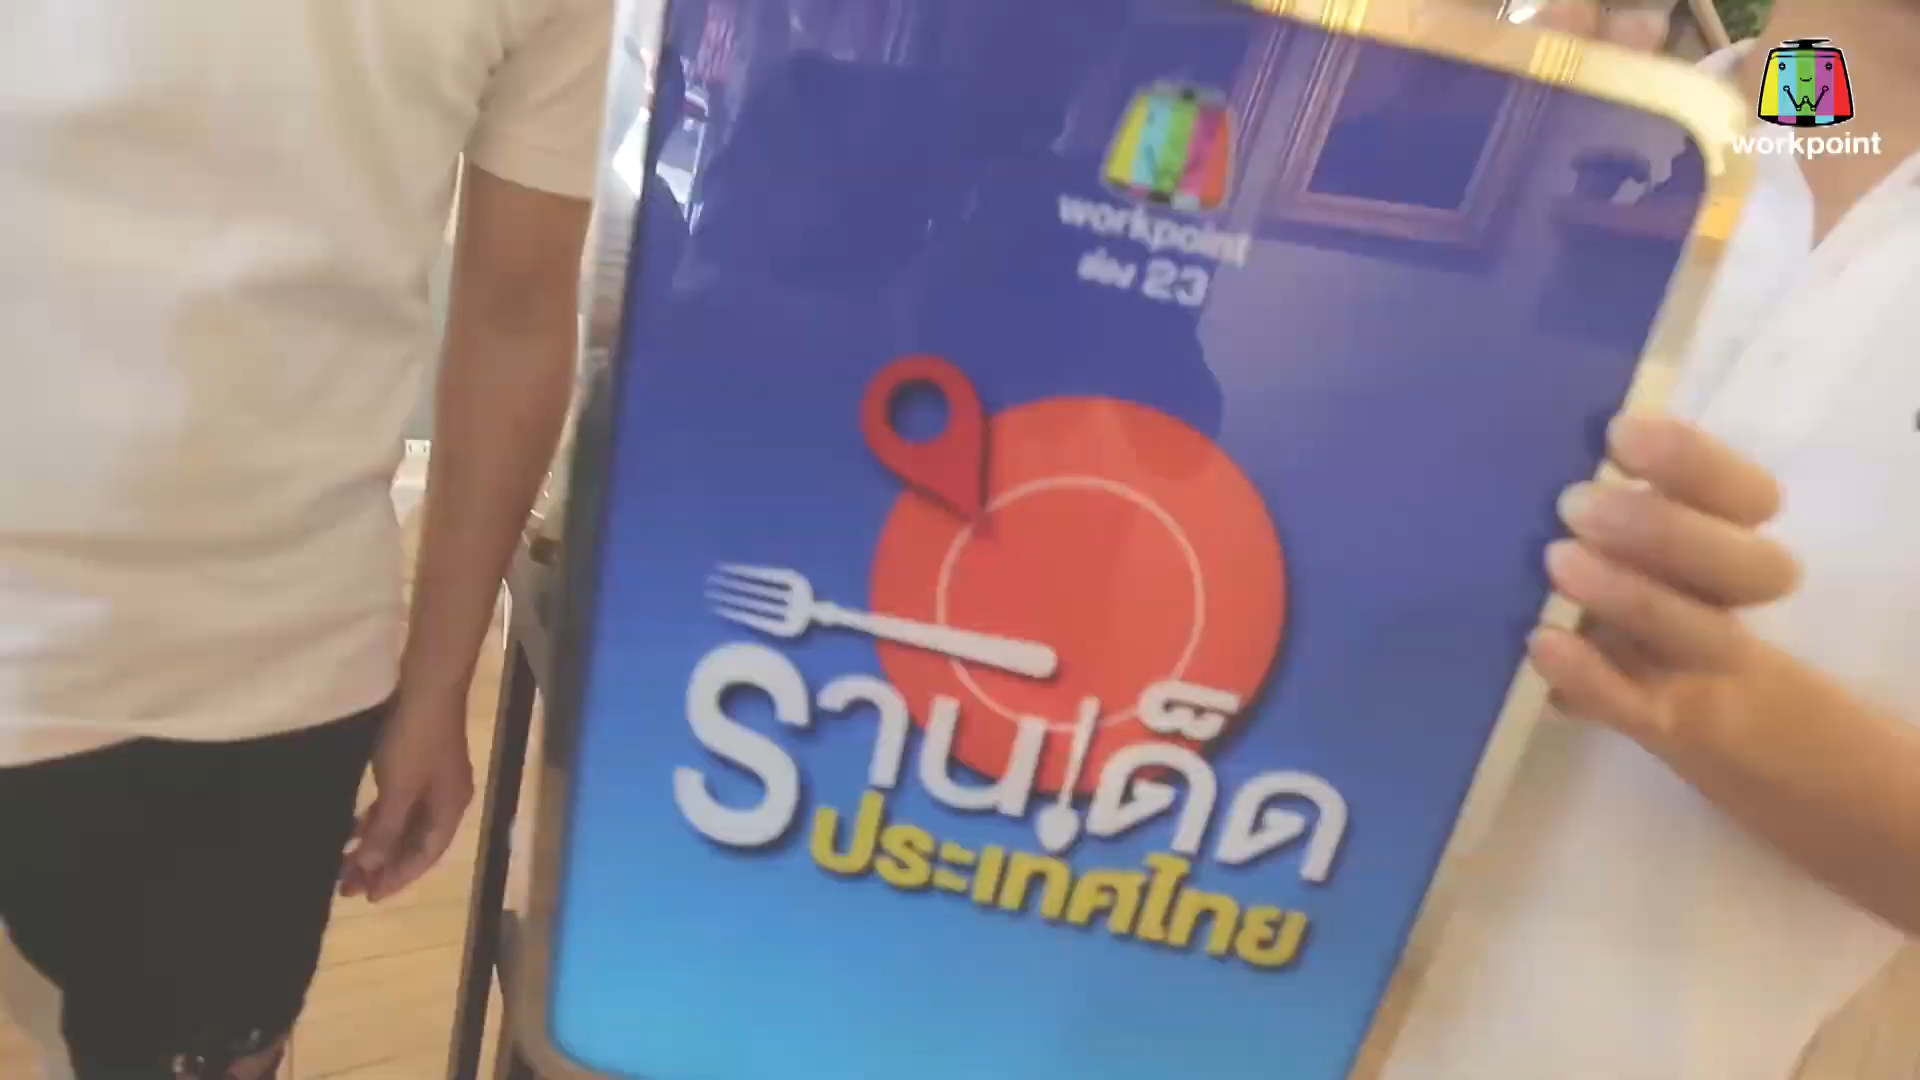 workpoint
workpoint
ช่อง 23
ร้านเด็ด
ประเทศไทย